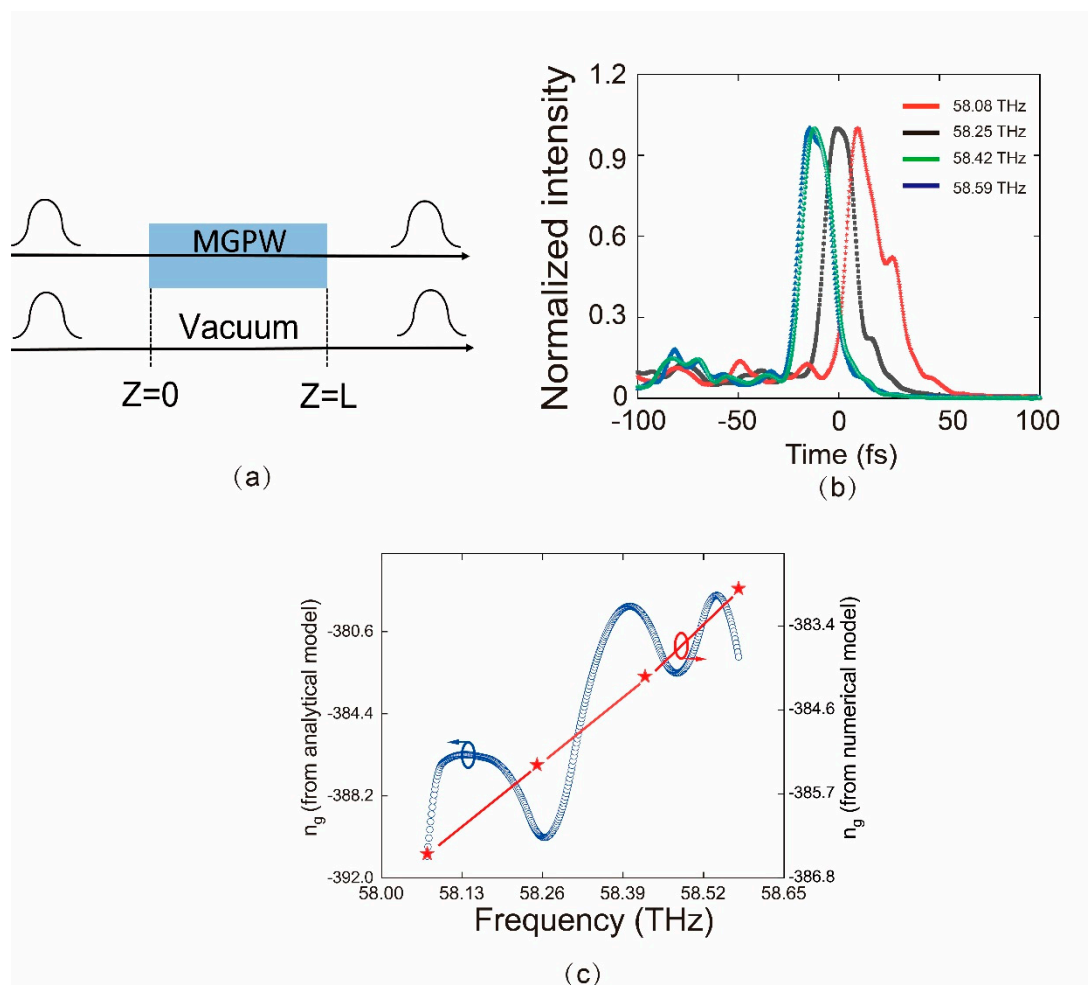 MGPW
Vacuum
Z=0
Z=L
(a)
1.2
0.9
0.6
0.3
0
Normalized intensity
58.08 THz
58.25 THz
58.42 THz
58.59 THz
-100
-50
0
50
100
Time (fs)
(b)
-380.6
-384.4
-388.2
-392.0
n_g (from analytical model)
-383.4
-384.6
-385.7
-386.8
n_g (from numerical model)
58.00
58.13
58.26
58.39
58.52
58.65
Frequency (THz)
(c)